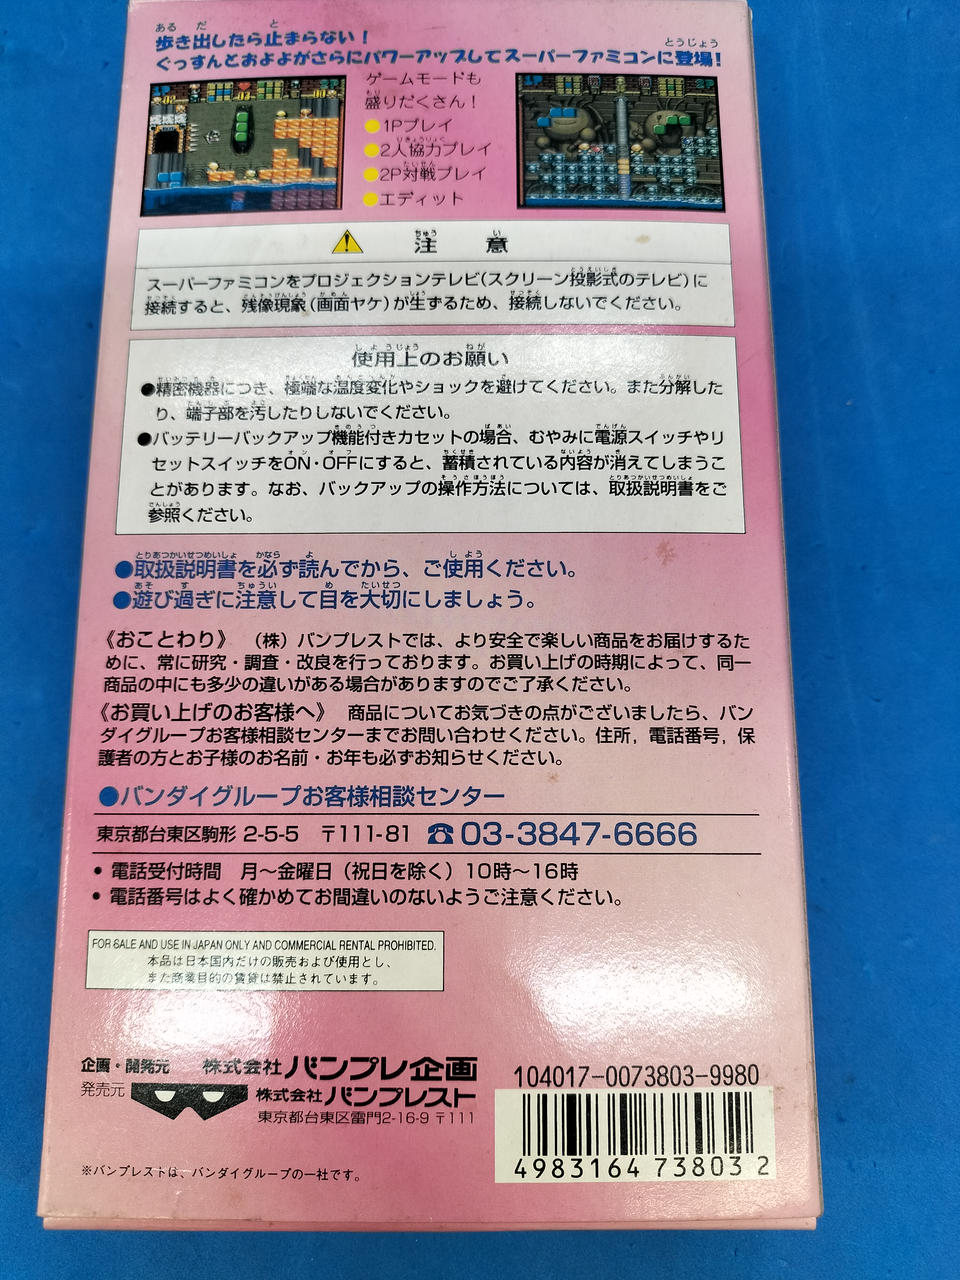 歩き出したら止まらない！
ぐっすんとおよよがさらにパワーアップしてスーパーファミコンに登場！
ゲームモードも
盛りだくさん！
●1Pプレイ
●2人協力プレイ
●2P対戦プレイ
●エディット
注意
スーパーファミコンをプロジェクションテレビ(スクリーン投影式のテレビ)に
接続すると、残像現象(画面ヤケ)が生ずるため、接続しないでください。
使用上のお願い
●精密機器につき、極端な温度変化やショックを避けてください。また分解した
り、端子部を汚したりしないでください。
●バッテリーバックアップ機能付きカセットの場合、むやみに電源スイッチやリ
セットスイッチをON・OFFにすると、蓄積されている内容が消えてしまうこ
とがあります。なお、バックアップの操作方法については、取扱説明書をご
参照ください。
●取扱説明書を必ず読んでから、ご使用ください。
●遊び過ぎに注意して目を大切にしましょう。
《おことわり》 （株）バンプレストでは、より安全で楽しい商品をお届けするた
めに、常に研究・調査・改良を行っております。お買い上げの時期によって、同一
商品の中にも多少の違いがある場合がありますのでご了承ください。
《お買い上げのお客様へ》 商品についてお気づきの点がございましたら、バン
ダイグループお客様相談センターまでお問い合わせください。住所，電話番号，保
護者の方とお子様のお名前・お年も必ずお知らせください。
●バンダイグループお客様相談センター
東京都台東区駒形 2-5-5 〒111-81 ☎03-3847-6666
・電話受付時間 月～金曜日（祝日を除く）10時～16時
・電話番号はよく確かめてお間違いのないようご注意ください。
FOR SALE AND USE IN JAPAN ONLY AND COMMERCIAL RENTAL PROHIBITED.
本品は日本国内だけの販売および使用とし、
また商業目的の賃貸は禁止されています。
企画・開発元 株式会社バンプレ企画
発売元 株式会社バンプレスト
東京都台東区雷門2-16-9 〒111
※バンプレストは、バンダイグループの一社です。
104017-0073803-9980
4983164 73803 2